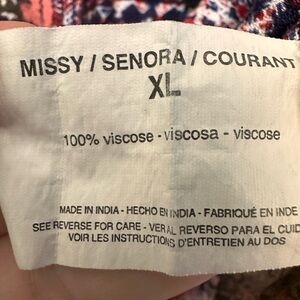 MISSY / SENORA / COURANT
XL
100% viscose - viscosa - viscose
MADE IN INDIA - HECHO EN INDIA - FABRIQUÉ EN INDE
SEE REVERSE FOR CARE - VER AL REVERSO PARA EL CUID
VOIR LES INSTRUCTIONS D'ENTRETIEN AU DOS